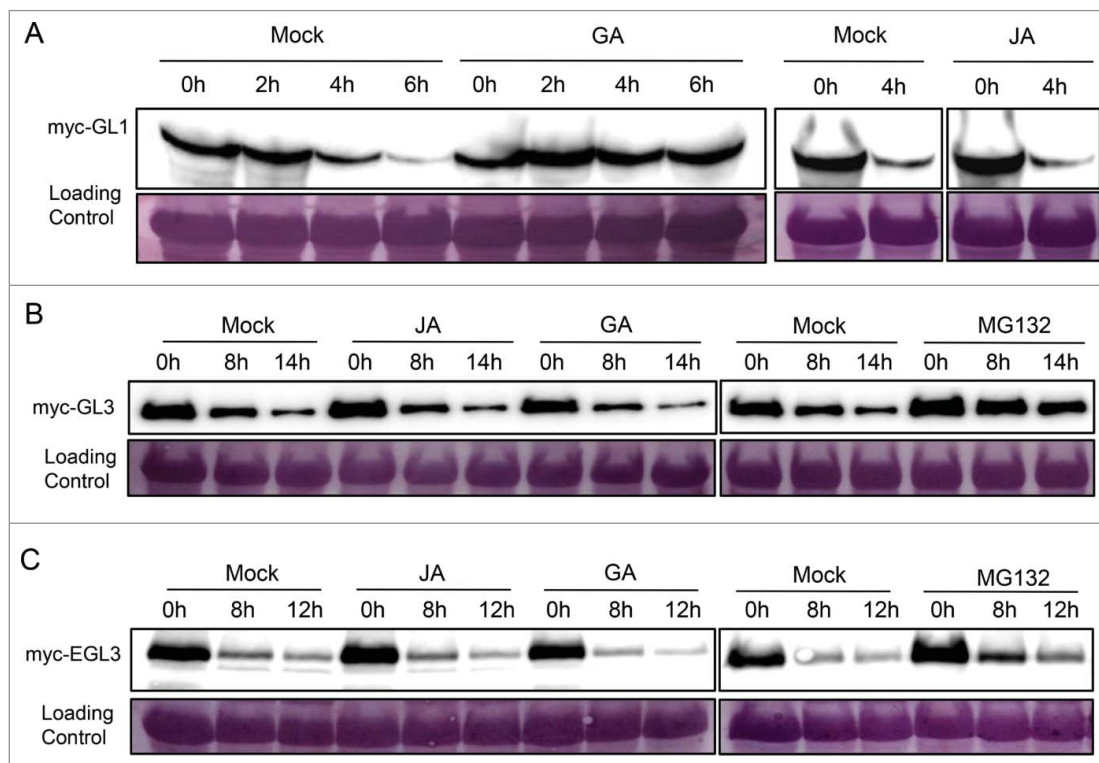 A
Mock GA Mock JA
0h 2h 4h 6h 0h 2h 4h 6h 0h 4h 0h 4h
myc-GL1
Loading
Control
B
Mock JA GA Mock MG132
0h 8h 14h 0h 8h 14h 0h 8h 14h 0h 8h 14h 0h 8h 14h
myc-GL3
Loading
Control
C
Mock JA GA Mock MG132
0h 8h 12h 0h 8h 12h 0h 8h 12h 0h 8h 12h 0h 8h 12h
myc-EGL3
Loading
Control